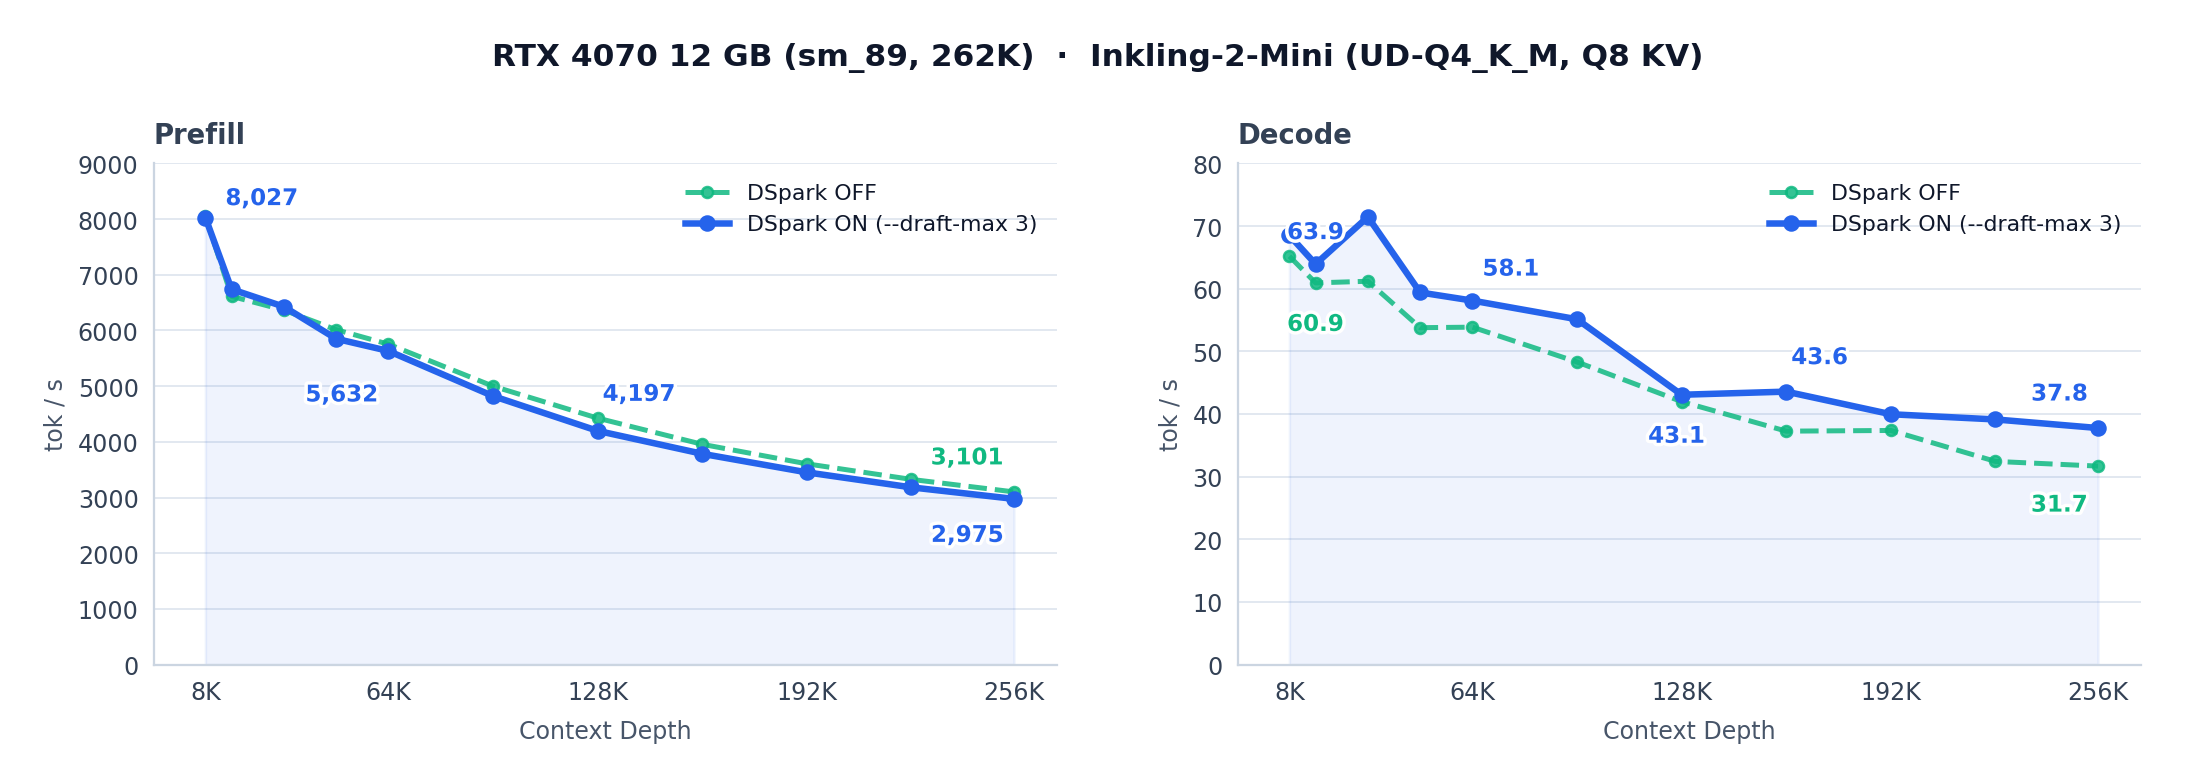 RTX 4070 12 GB (sm_89, 262K) · Inkling-2-Mini (UD-Q4_K_M, Q8 KV)
Prefill
9000
8000
7000
6000
5000
4000
3000
2000
1000
0
tok / s
8,027
5,632
4,197
3,101
2,975
DSpark OFF
DSpark ON (--draft-max 3)
8K
64K
128K
192K
256K
Context Depth
Decode
80
70
60
50
40
30
20
10
0
tok / s
63.9
60.9
58.1
43.1
43.6
37.8
31.7
DSpark OFF
DSpark ON (--draft-max 3)
8K
64K
128K
192K
256K
Context Depth